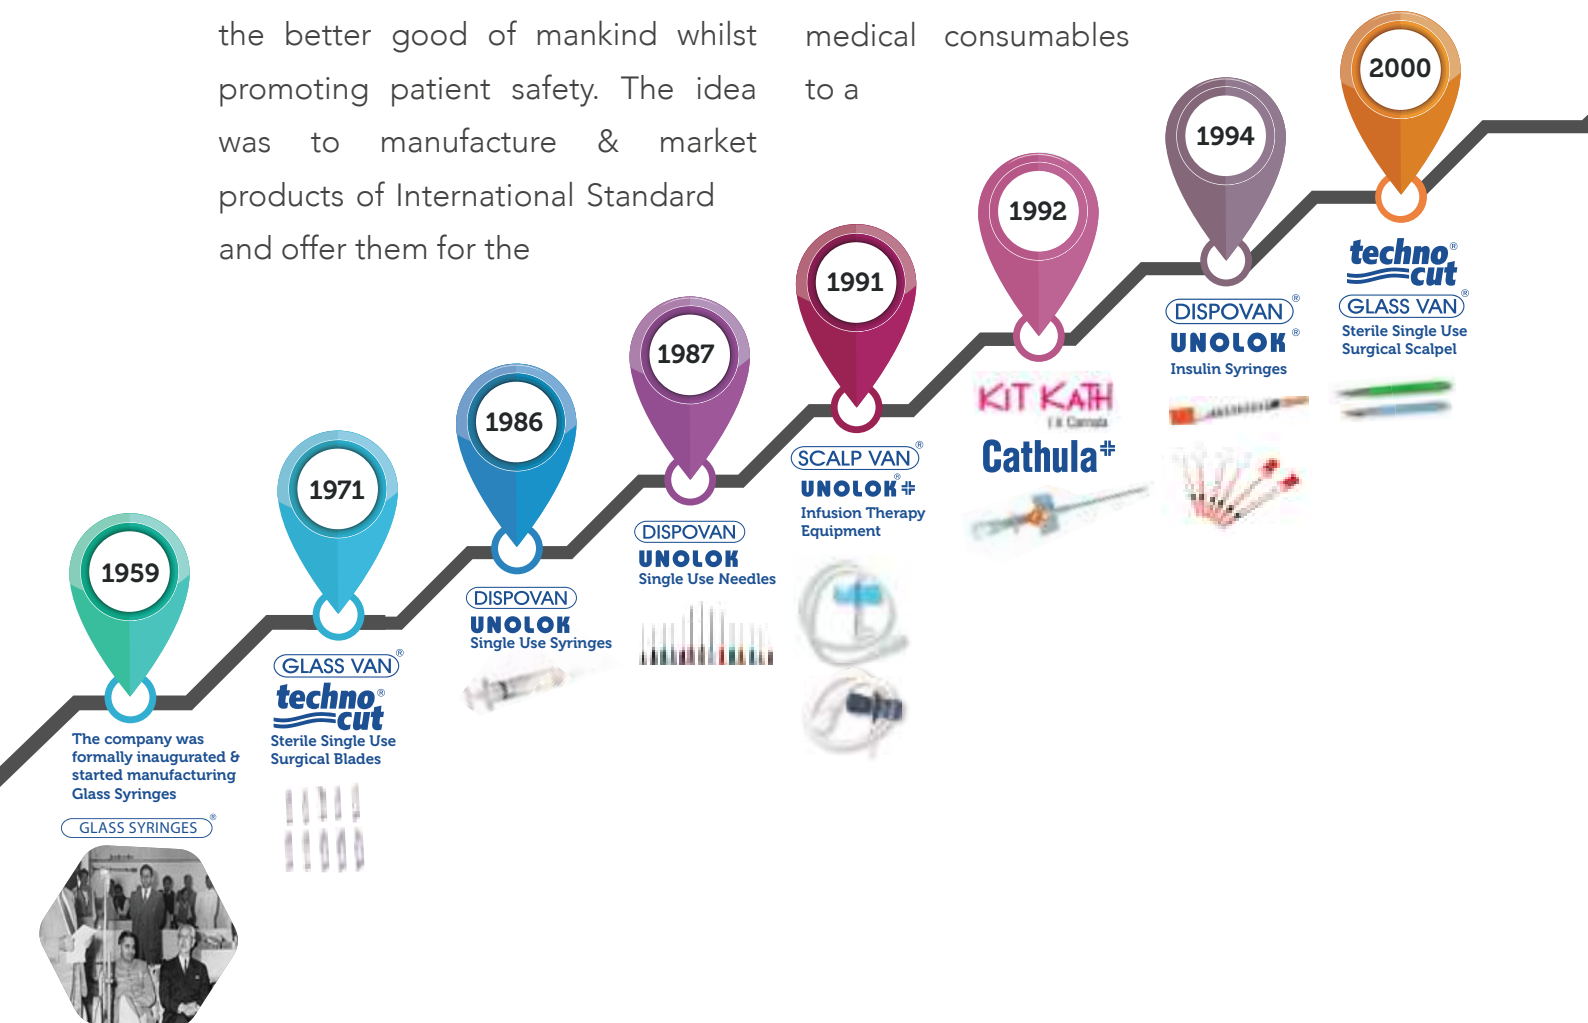 the better good of mankind whilst
promoting patient safety. The idea
was to manufacture & market
products of International Standard
and offer them for the
medical consumables
to a
1959
The company was
formally inaugurated &
started manufacturing
Glass Syringes
GLASS SYRINGES®
1971
GLASS VAN®
techno®
cut
Sterile Single Use
Surgical Blades
1986
DISPOVAN
UNOLOK
Single Use Syringes
1987
DISPOVAN
UNOLOK
Single Use Needles
1991
SCALP VAN®
UNOLOK®
Infusion Therapy
Equipment
1992
KIT KATH
Cathula
1994
DISPOVAN®
UNOLOK®
Insulin Syringes
2000
techno®
cut
GLASS VAN®
Sterile Single Use
Surgical Scalpel